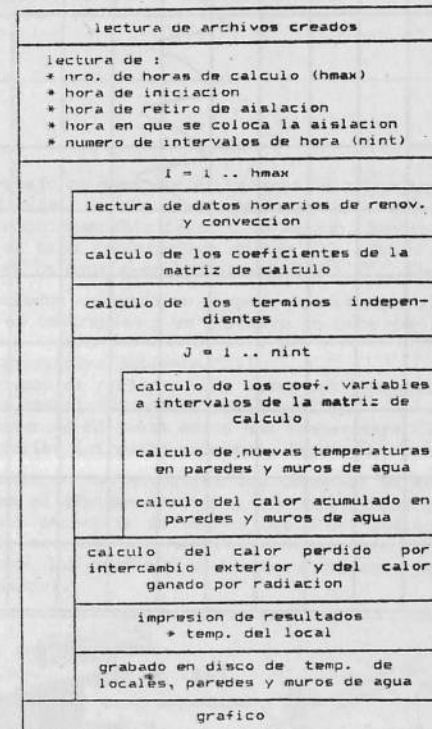 lectura de archivos creados
lectura de :
* nro. de horas de calculo (hmax)
* hora de iniciacion
* hora de retiro de aislacion
* hora en que se coloca la aislacion
* numero de intervalos de hora (nint)
I = 1 .. hmax
lectura de datos horarios de renov.
y conveccion
calculo de los coeficientes de la
matriz de calculo
calculo de los terminos indepen-
dientes
J = 1 .. nint
calculo de los coef. variables
a intervalos de la matriz de
calculo
calculo de nuevas temperaturas
en paredes y muros de agua
calculo del calor acumulado en
paredes y muros de agua
calculo del calor perdido por
intercambio exterior y del calor
ganado por radiacion
impresion de resultados
* temp. del local
grabado en disco de temp. de
locales, paredes y muros de agua
grafico